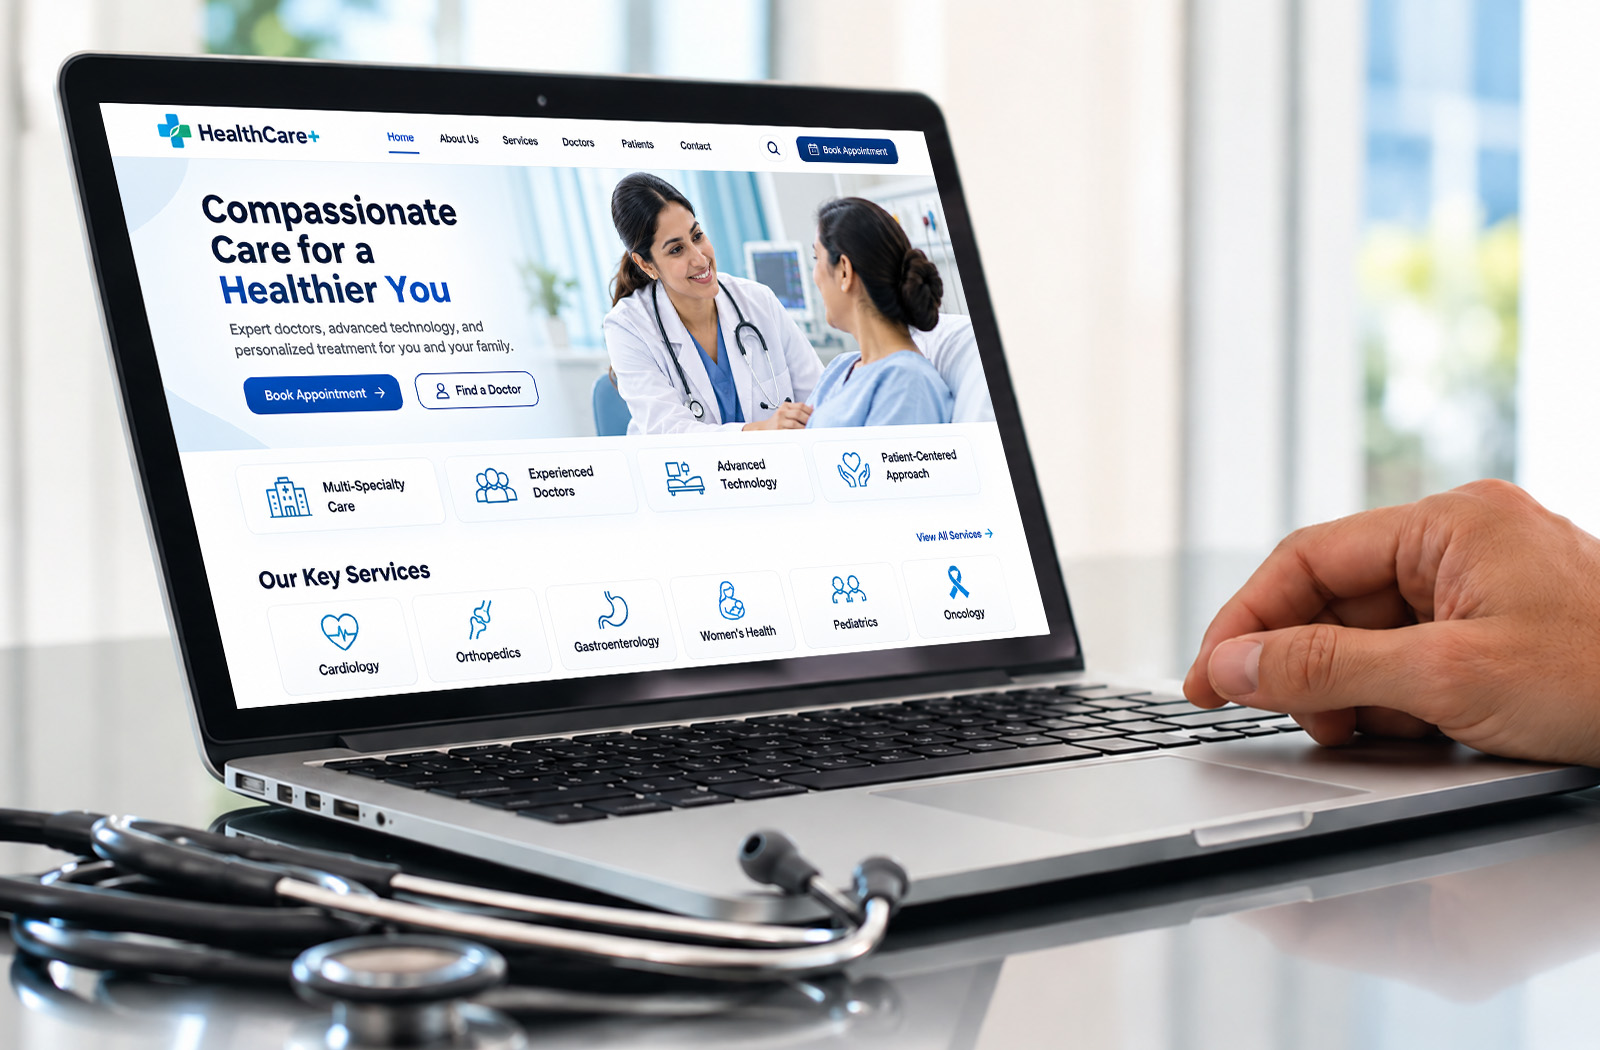 HealthCare+
Home
About Us
Services
Doctors
Patients
Contact
Book Appointment
Compassionate
Care for a
Healthier You
Expert doctors, advanced technology, and
personalized treatment for you and your family.
Book Appointment →
Find a Doctor
Multi-Specialty
Care
Experienced
Doctors
Advanced
Technology
Patient-Centered
Approach
Our Key Services
View All Services →
Cardiology
Orthopedics
Gastroenterology
Women's Health
Pediatrics
Oncology